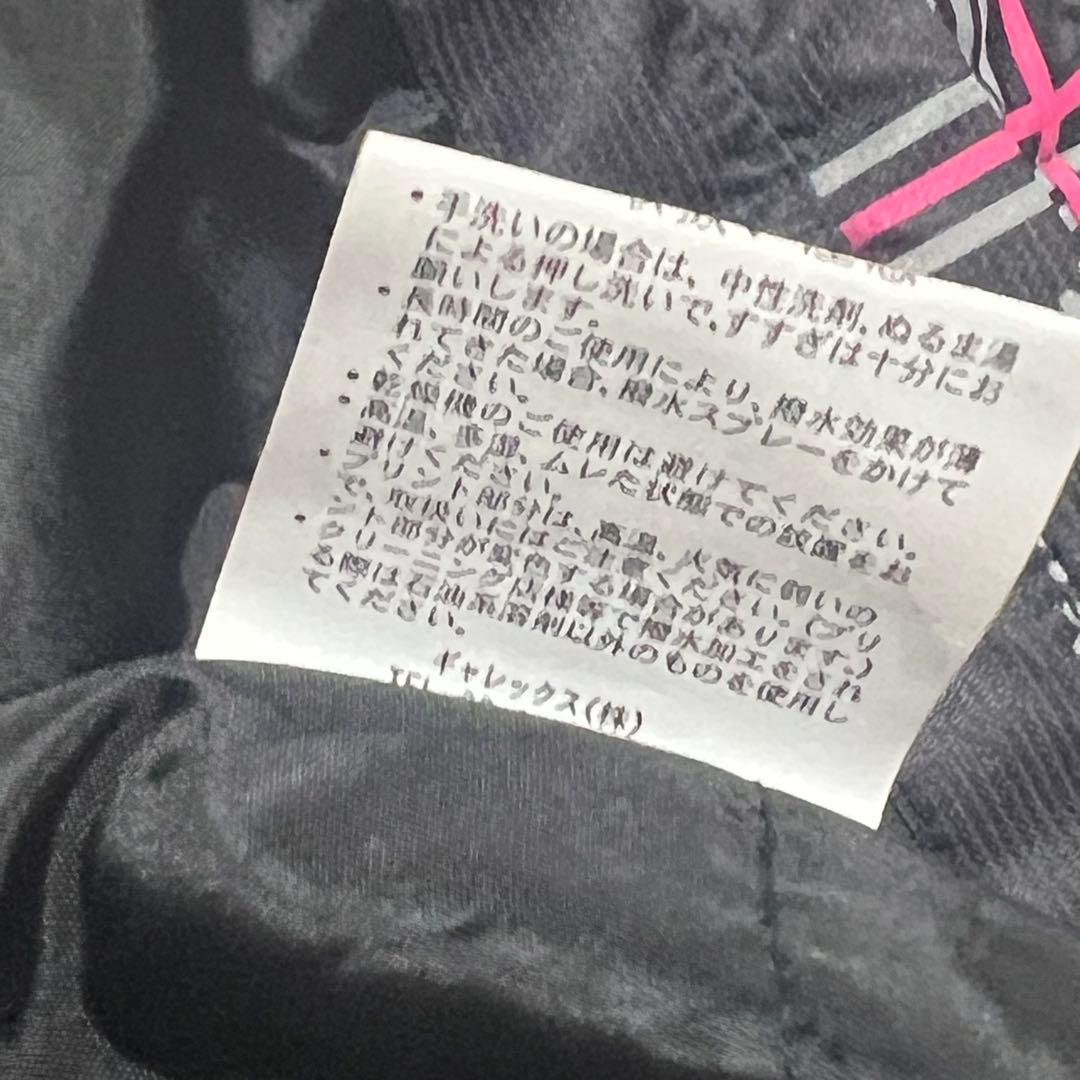 ・手洗いの場合は、中性洗剤、ぬるま湯
による押し洗いで、すすぎは十分にお
願いします。
・長時間のご使用により、撥水効果が薄
れてきた場合、撥水スプレーをかけて
ください。
・乾燥機のご使用は避けてください。
・高温、車内、ムレた状態での放置をお
避けください。
・プリント部分は、高温、火気に弱いの
で、取扱いにはご注意ください。(プリ
ント部分が変色する場合があります。)
クリーニング店様等で撥水加工をされ
る際は石油系溶剤以外のものを使用し
てください。
ギャレックス(株)